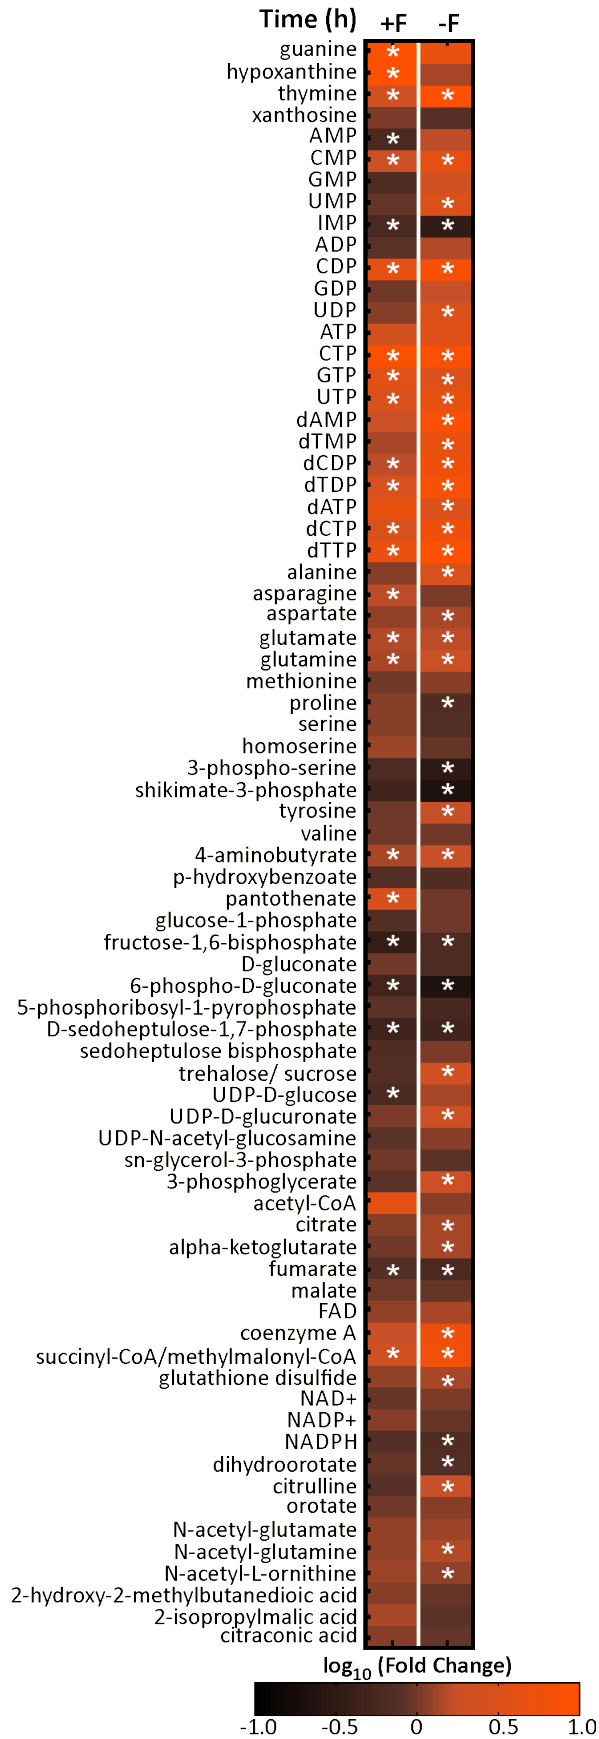 Time (h) +F -F
guanine * 
hypoxanthine *
thymine * *
xanthosine
AMP *
CMP * *
GMP
UMP *
IMP * *
ADP
CDP * *
GDP
UDP *
ATP
CTP * *
GTP * *
UTP * *
dAMP *
dTMP *
dCDP * *
dTDP * *
dATP *
dCTP * *
dTTP * *
alanine *
asparagine *
aspartate *
glutamate * *
glutamine * *
methionine
proline *
serine
homoserine
3-phospho-serine *
shikimate-3-phosphate *
tyrosine *
valine
4-aminobutyrate * *
p-hydroxybenzoate
pantothenate *
glucose-1-phosphate
fructose-1,6-bisphosphate * *
D-gluconate
6-phospho-D-gluconate * *
5-phosphoribosyl-1-pyrophosphate
D-sedoheptulose-1,7-phosphate * *
sedoheptulose bisphosphate
trehalose/ sucrose *
UDP-D-glucose *
UDP-D-glucuronate *
UDP-N-acetyl-glucosamine
sn-glycerol-3-phosphate
3-phosphoglycerate *
acetyl-CoA
citrate *
alpha-ketoglutarate *
fumarate * *
malate
FAD
coenzyme A *
succinyl-CoA/methylmalonyl-CoA * *
glutathione disulfide *
NAD+
NADP+
NADPH *
dihydroorotate *
citrulline *
orotate
N-acetyl-glutamate
N-acetyl-glutamine *
N-acetyl-L-ornithine *
2-hydroxy-2-methylbutanedioic acid
2-isopropylmalic acid
citraconic acid
log10 (Fold Change)
-1.0 -0.5 0 0.5 1.0